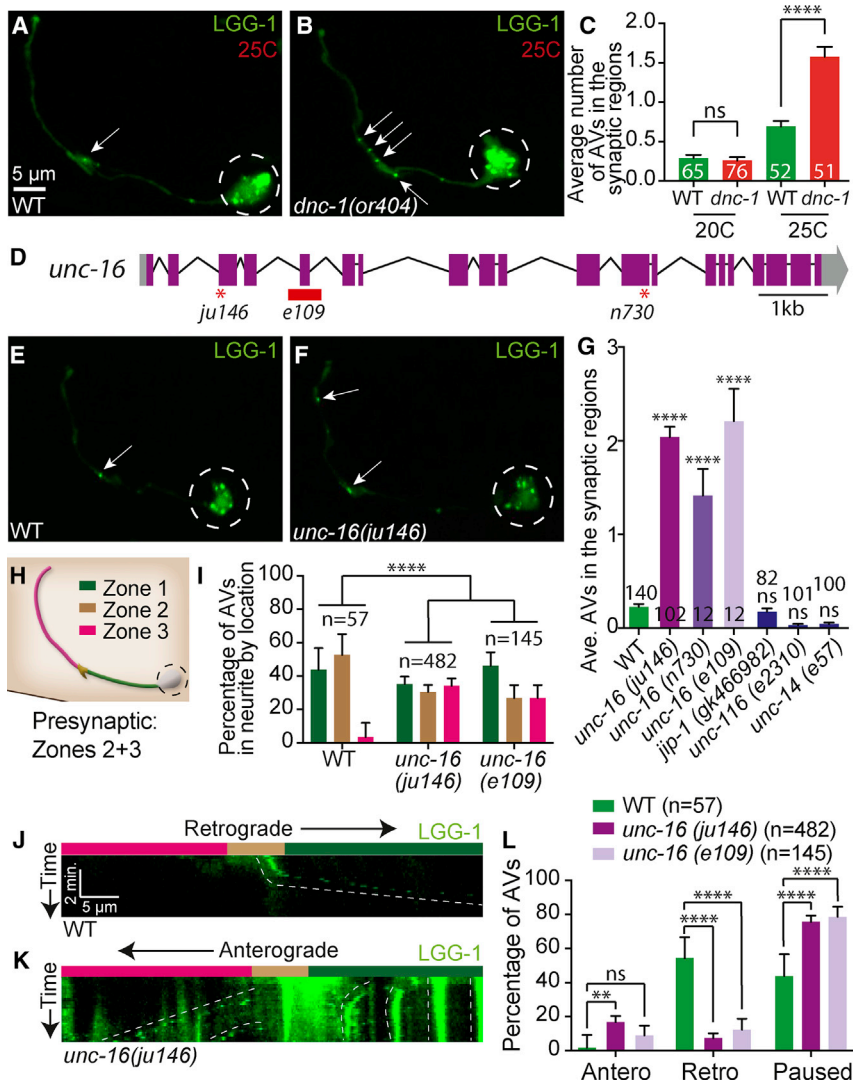 A
LGG-1
25C
5 µm
WT
B
LGG-1
25C
dnc-1(or404)
C
Average number
of AVs in the
synaptic regions
2.0
1.5
1.0
0.5
0.0
ns
****
65
76
52
51
WT dnc-1 WT dnc-1
20C
25C
D
unc-16
*
ju146
e109
*
n730
1kb
E
LGG-1
WT
F
LGG-1
unc-16(ju146)
G
Ave. AVs in the synaptic regions
3
2
1
0
****
****
****
140
102
12
12
82
ns
101
ns
100
ns
WT
unc-16 (ju146)
unc-16 (n730)
unc-16 (e109)
jip-1 (gk466982)
unc-116 (e2310)
unc-14 (e57)
H
Zone 1
Zone 2
Zone 3
Presynaptic:
Zones 2+3
I
Percentage of AVs
in neurite by location
100
80
60
40
20
0
****
n=57
n=482
n=145
WT
unc-16
(ju146)
unc-16
(e109)
J
Retrograde
LGG-1
Time
2 min.
5 µm
WT
K
Anterograde
LGG-1
Time
unc-16(ju146)
L
WT (n=57)
unc-16 (ju146) (n=482)
unc-16 (e109) (n=145)
Percentage of AVs
100
80
60
40
20
0
ns
**
****
****
****
****
Antero
Retro
Paused